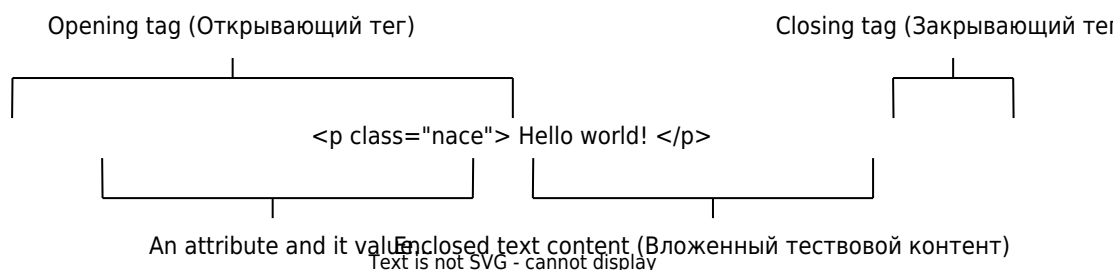 Opening tag (Открывающий тег)
Closing tag (Закрывающий тег
<p class="nace"> Hello world! </p>
An attribute and it value
Enclosed text content (Вложенный тествовой контент)
Text is not SVG - cannot display